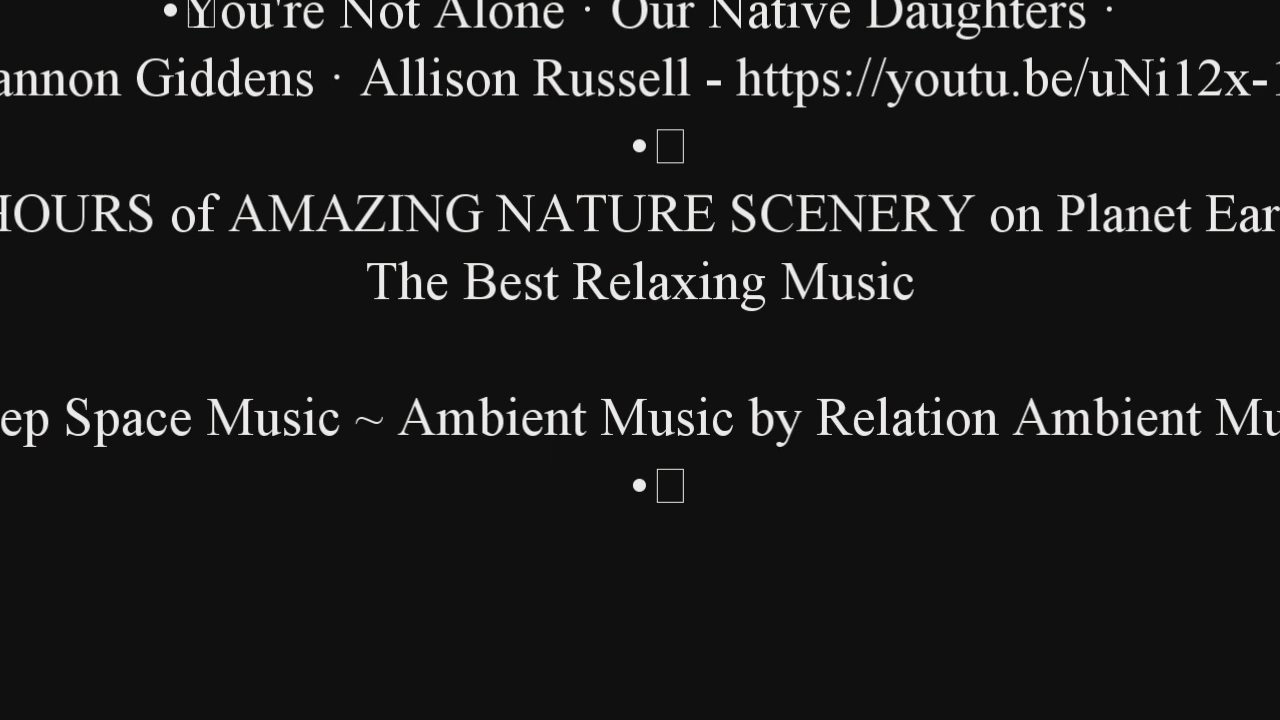 •You're Not Alone · Our Native Daughters ·
annon Giddens · Allison Russell - https://youtu.be/uNi12x-
•
HOURS of AMAZING NATURE SCENERY on Planet Ear
The Best Relaxing Music
ep Space Music ~ Ambient Music by Relation Ambient Mu
•